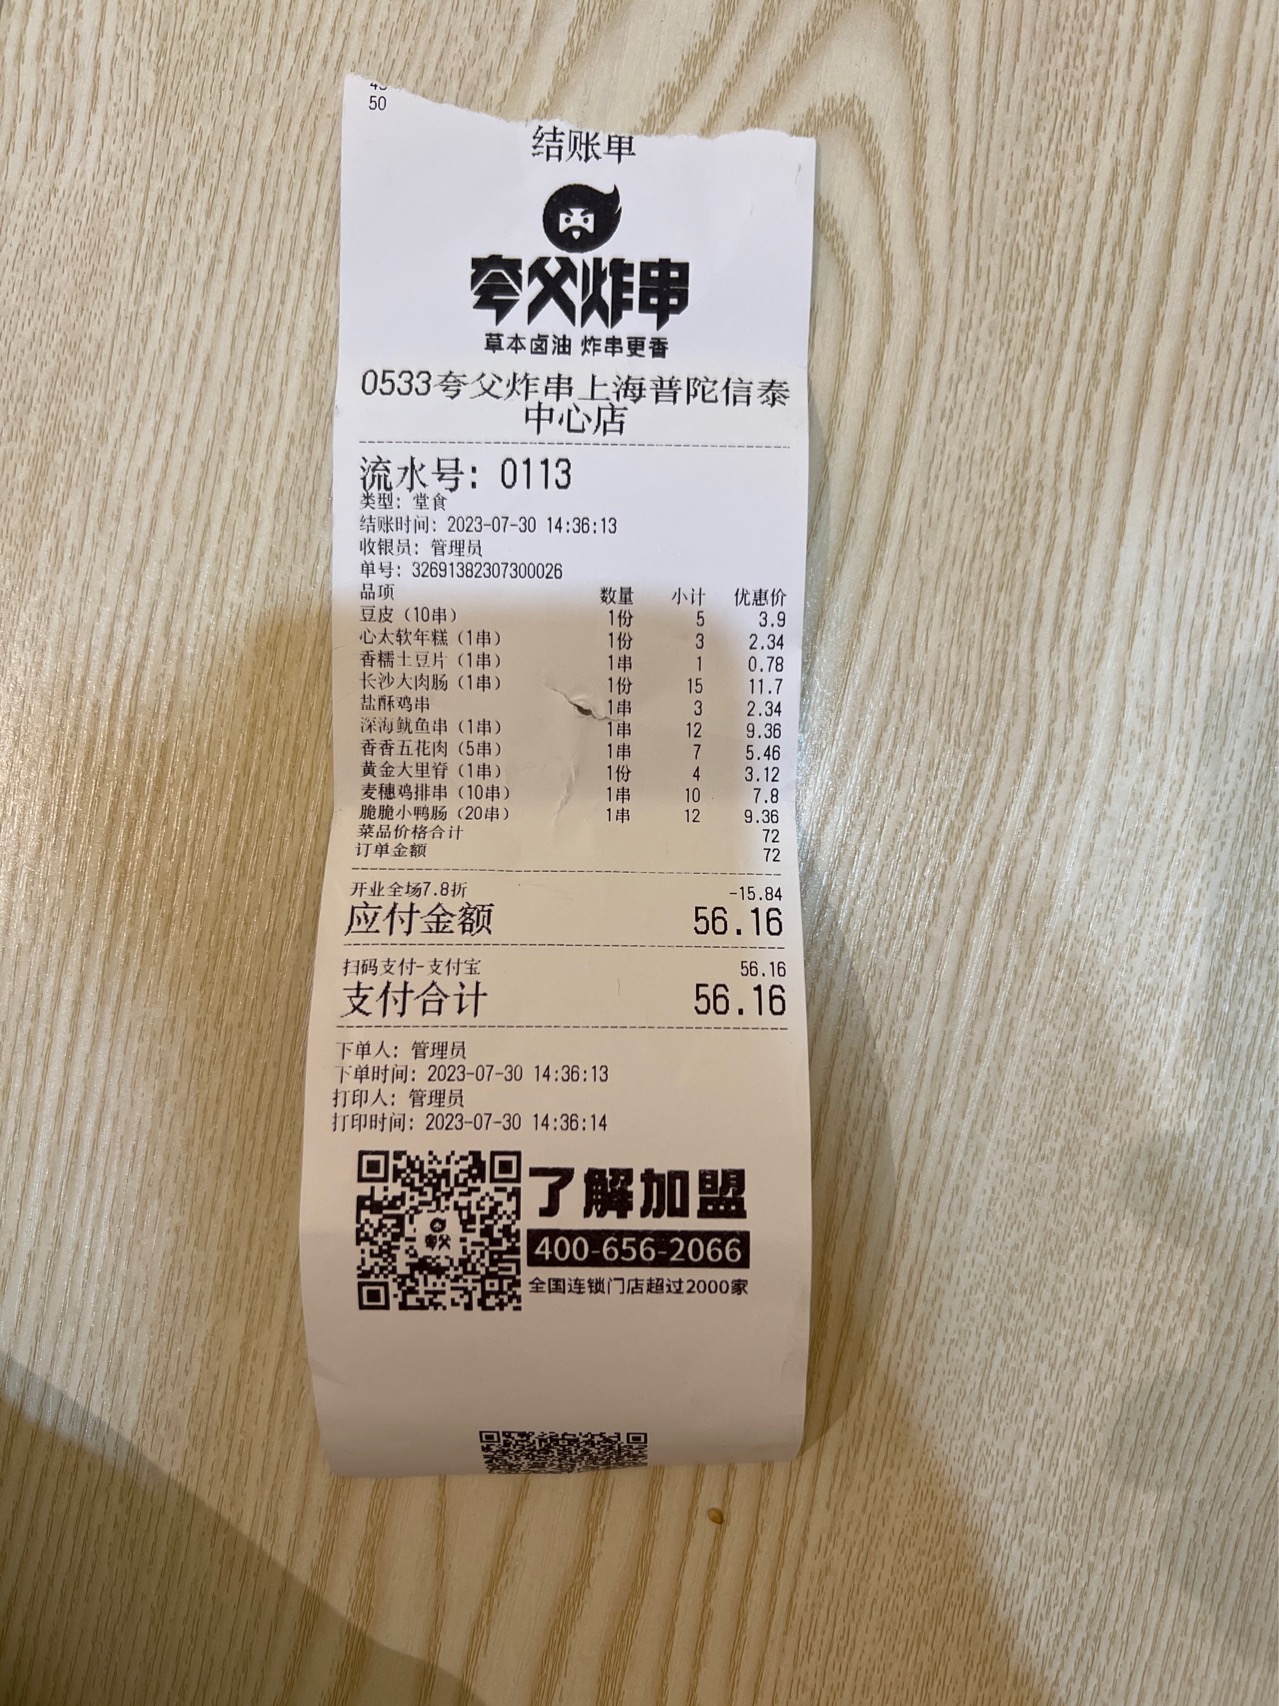 50
结账单
夸父炸串
草本卤油 炸串更香
0533夸父炸串上海普陀信泰
中心店
流水号: 0113
类型: 堂食
结账时间: 2023-07-30 14:36:13
收银员: 管理员
单号: 32691382307300026
品项 数量 小计 优惠价
豆皮（10串） 1份 5 3.9
心太软年糕（1串） 1份 3 2.34
香糯土豆片（1串） 1串 1 0.78
长沙大肉肠（1串） 1份 15 11.7
盐酥鸡串 1串 3 2.34
深海鱿鱼串（1串） 1串 12 9.36
香香五花肉（5串） 1串 7 5.46
黄金大里脊（1串） 1份 4 3.12
麦穗鸡排串（10串） 1串 10 7.8
脆脆小鸭肠（20串） 1串 12 9.36
菜品价格合计 72
订单金额 72
开业全场7.8折 -15.84
应付金额 56.16
扫码支付-支付宝 56.16
支付合计 56.16
下单人: 管理员
下单时间: 2023-07-30 14:36:13
打印人: 管理员
打印时间: 2023-07-30 14:36:14
夸父
了解加盟
400-656-2066
全国连锁门店超过2000家